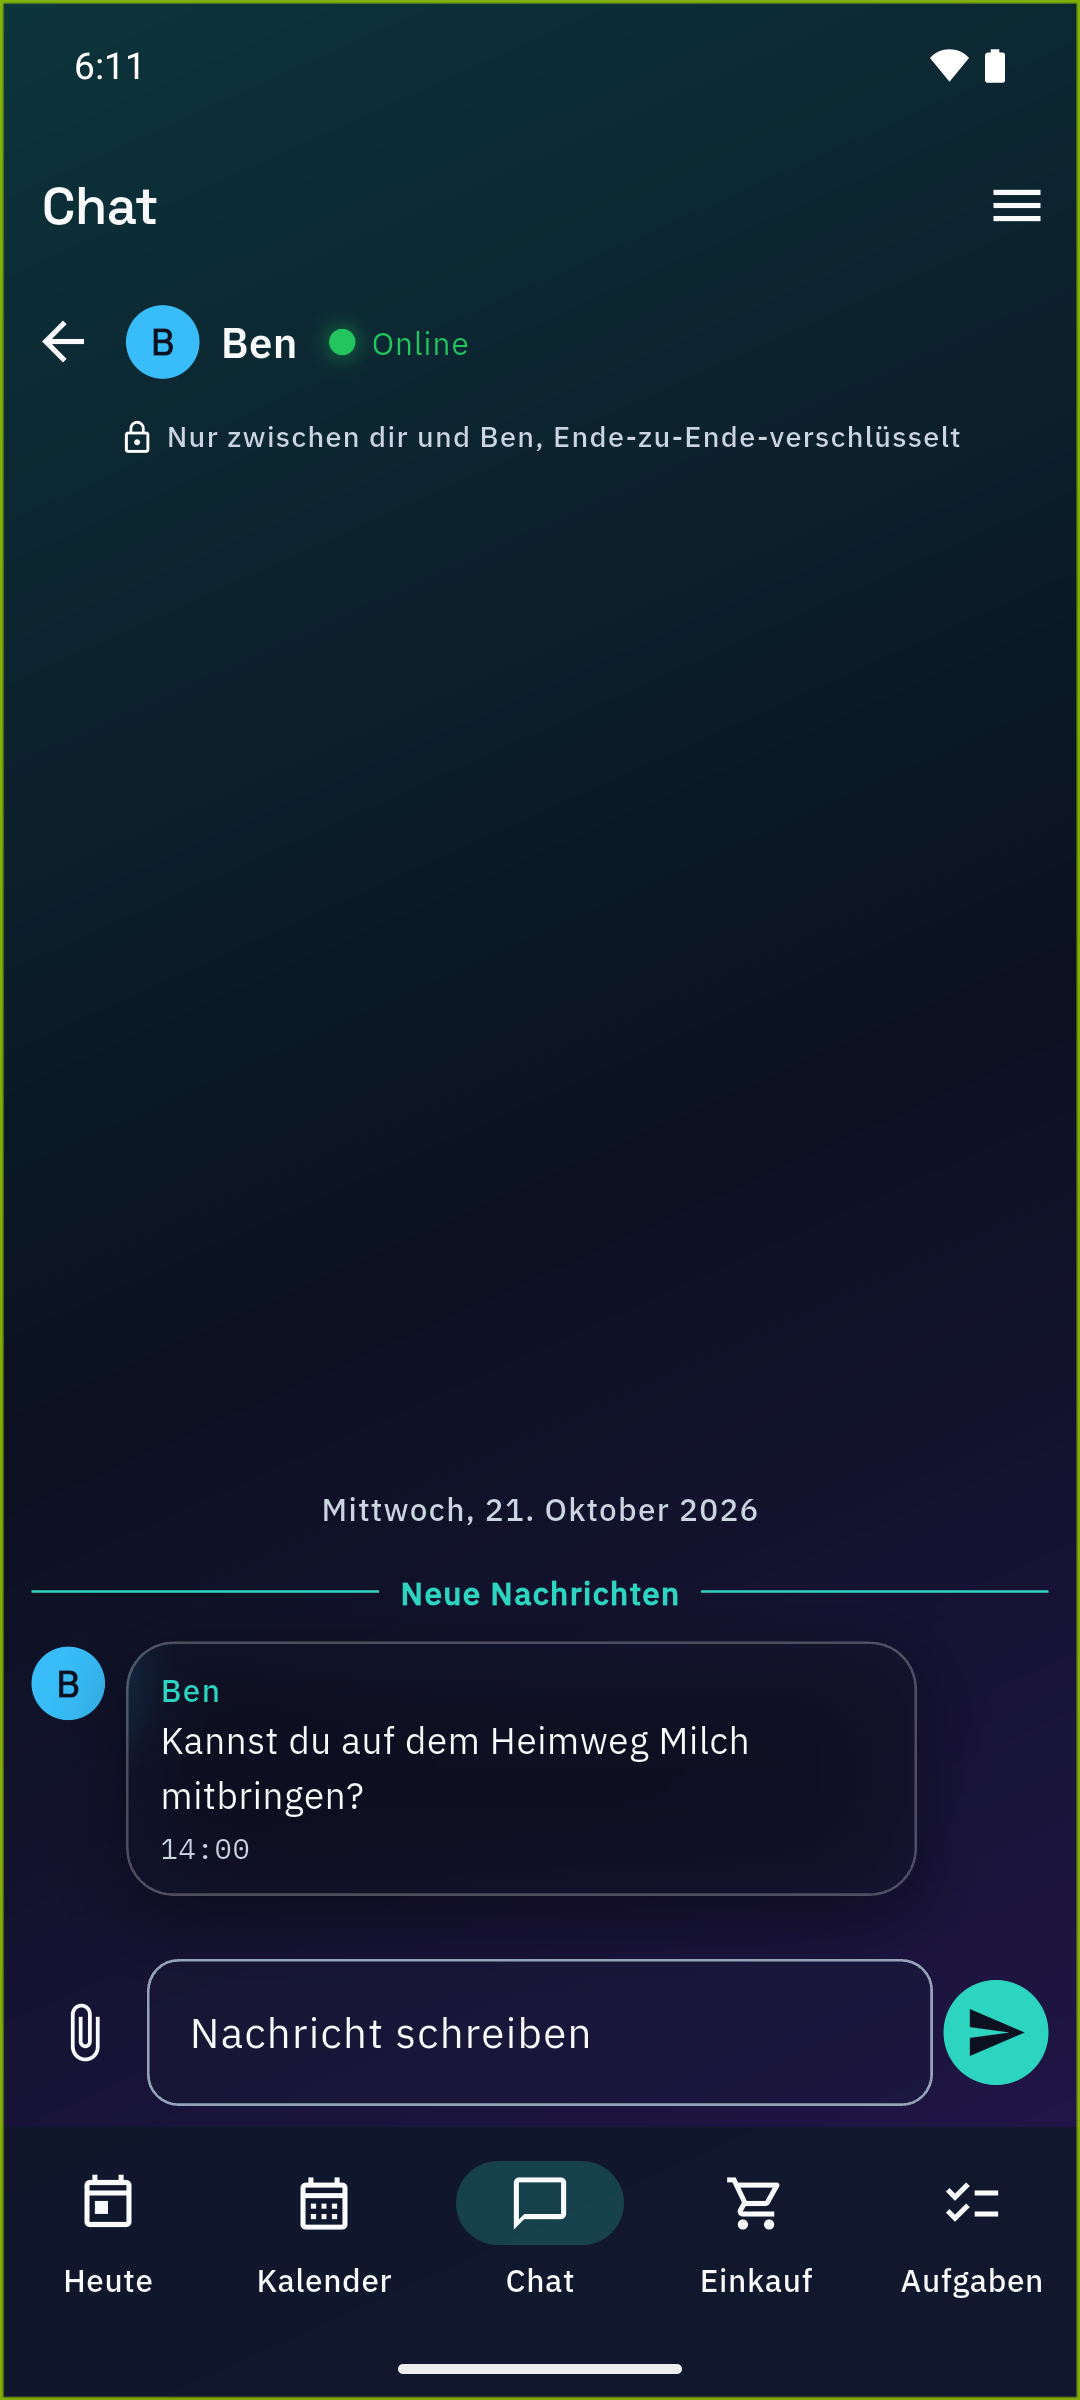 6:11
Chat
B Ben Online
Nur zwischen dir und Ben, Ende-zu-Ende-verschlüsselt
Mittwoch, 21. Oktober 2026
Neue Nachrichten
B
Ben
Kannst du auf dem Heimweg Milch
mitbringen?
14:00
Nachricht schreiben
Heute Kalender Chat Einkauf Aufgaben